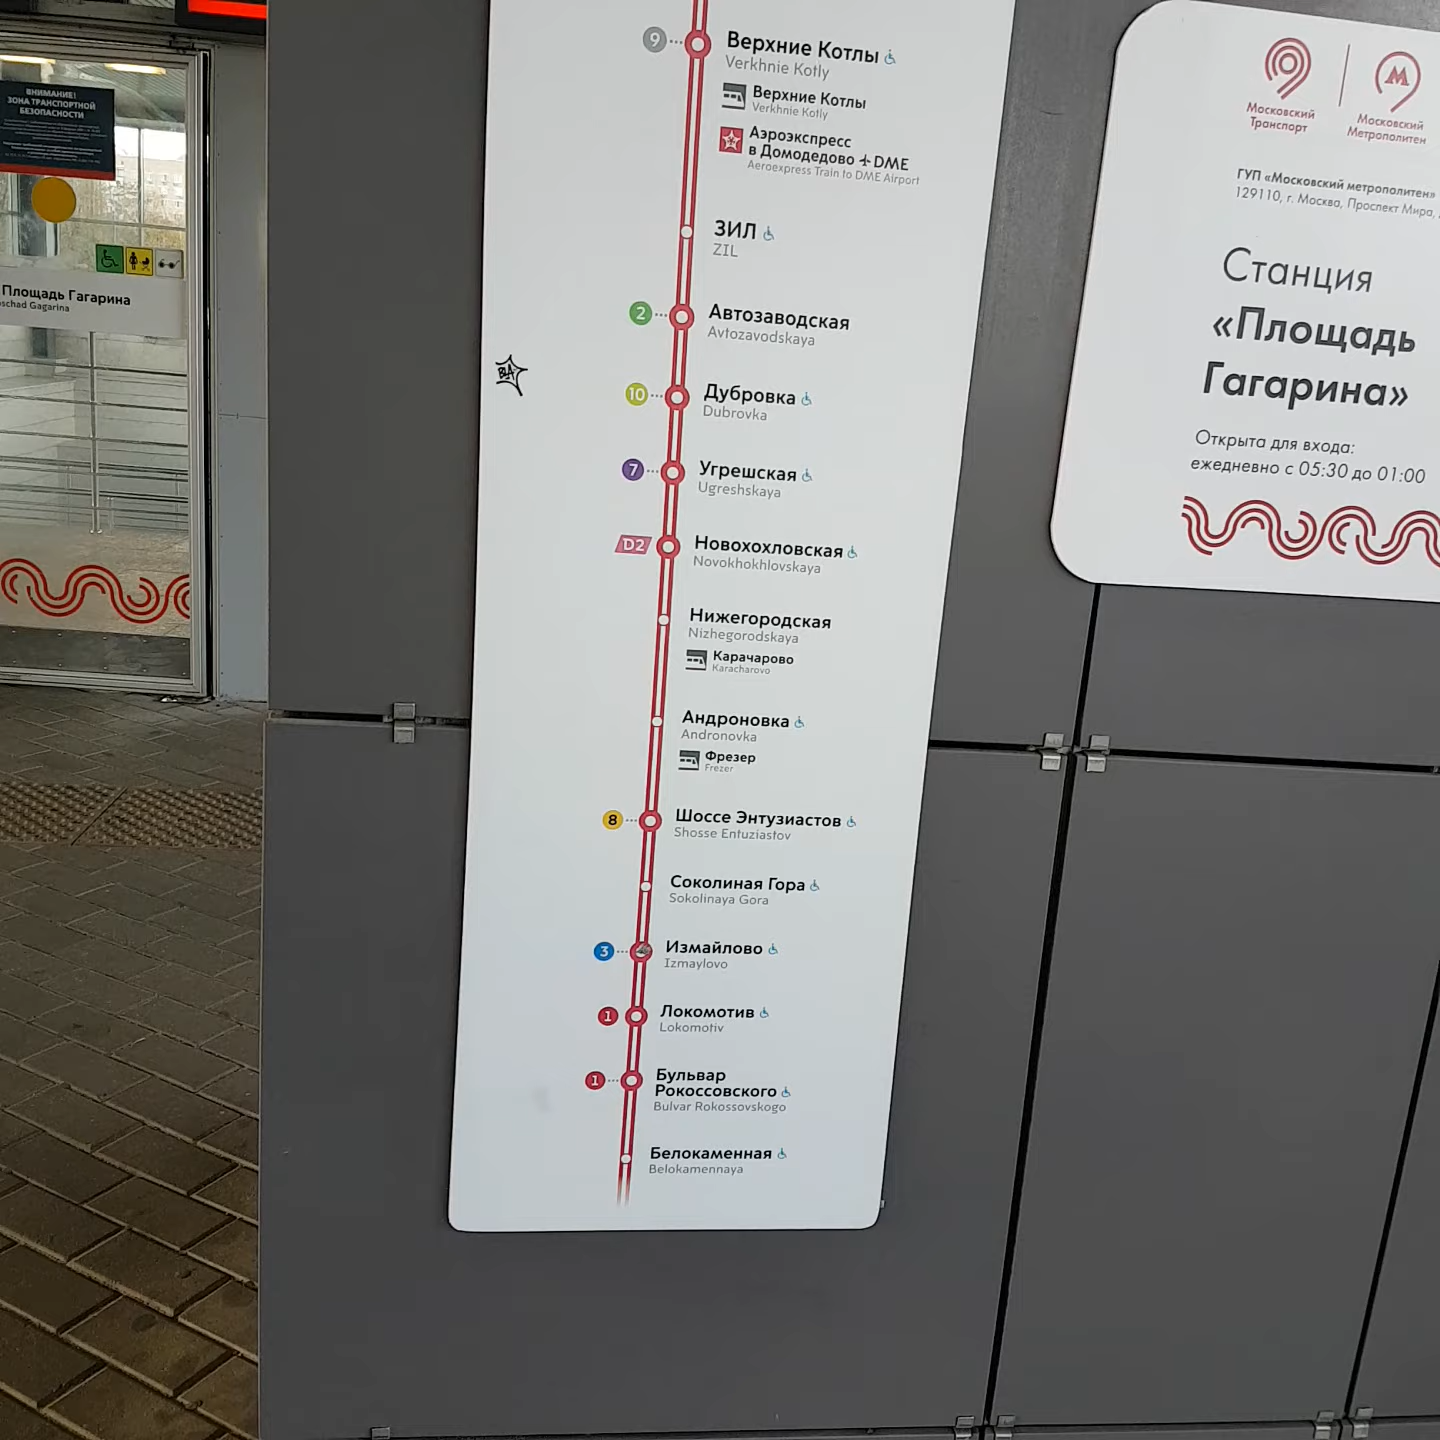 ВНИМАНИЕ!
ЗОНА ТРАНСПОРТНОЙ
БЕЗОПАСНОСТИ
Площадь Гагарина
schad Gagarina
9
Верхние Котлы
Verkhnie Kotly
Верхние Котлы
Verkhnie Kotly
Аэроэкспресс
в Домодедово DME
Aeroexpress Train to DME Airport
ЗИЛ
ZIL
2
Автозаводская
Avtozavodskaya
10
Дубровка
Dubrovka
7
Угрешская
Ugreshskaya
D2
Новохохловская
Novokhokhlovskaya
Нижегородская
Nizhegorodskaya
Карачарово
Karacharovo
Андроновка
Andronovka
Фрезер
Frezer
8
Шоссе Энтузиастов
Shosse Entuziastov
Соколиная Гора
Sokolinaya Gora
3
Измайлово
Izmaylovo
1
Локомотив
Lokomotiv
1
Бульвар
Рокоссовского
Bulvar Rokossovskogo
Белокаменная
Belokamennaya
BLA
Московский
Транспорт
Московский
Метрополитен
ГУП «Московский метрополитен»
129110, г. Москва, Проспект Мира,
Станция
«Площадь
Гагарина»
Открыта для входа:
ежедневно с 05:30 до 01:00